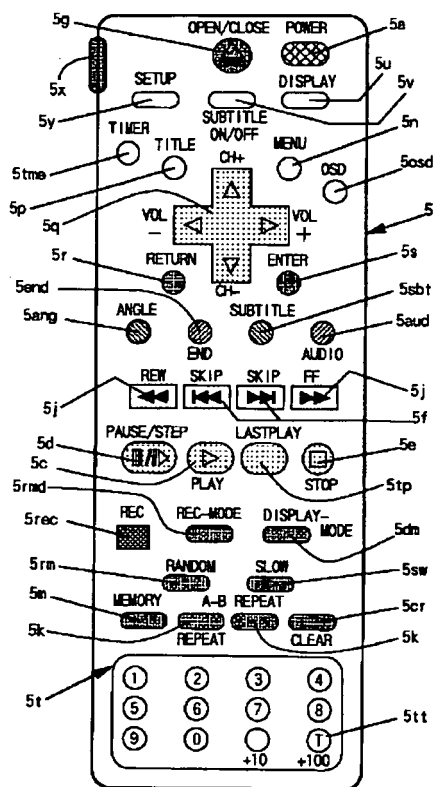 5g OPEN/CLOSE POWER 5a
5x SETUP DISPLAY 5u
5y SUBTITLE ON/OFF 5v
TIMER TITLE MENU 5n
5tme CH+ OSD 5osd
5p
5q VOL - VOL + 5
5r RETURN ENTER 5s
CH-
5end ANGLE SUBTITLE 5sbt
5ang END AUDIO 5aud
REW SKIP SKIP FF
5j 5j
5f
PAUSE/STEP LASTPLAY
5d 5e
5c PLAY STOP
5rmd 5tp
REC REC-MODE DISPLAY-MODE
5rec 5dm
5rm RANDOM SLOW 5sw
5m MEMORY A-B REPEAT 5cr
5k REPEAT CLEAR 5k
5t 1 2 3 4
5 6 7 8 5tt
9 0 T
+10 +100